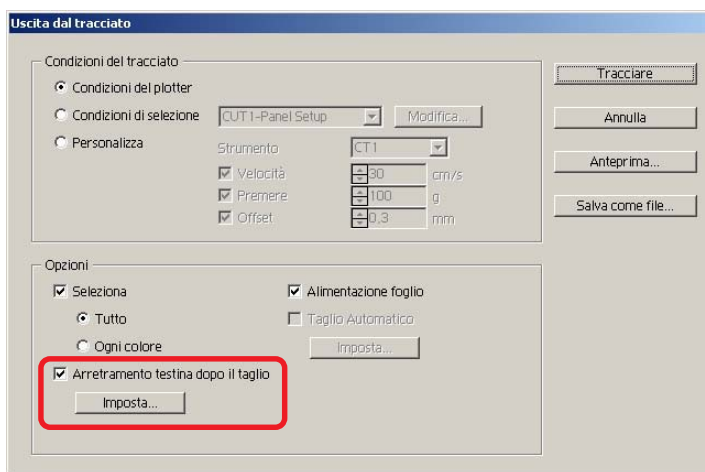 Uscita dal tracciato
Condizioni del tracciato
Condizioni del plotter
Condizioni di selezione CUT1-Panel Setup Modifica...
Personalizza
Strumento CT1
Velocità 30 cm/s
Premere 100 g
Offset 0,3 mm
Tracciare
Annulla
Anteprima...
Salva come file...
Opzioni
Seleziona
Tutto
Ogni colore
Arretramento testina dopo il taglio
Imposta...
Alimentazione foglio
Taglio Automatico
Imposta...